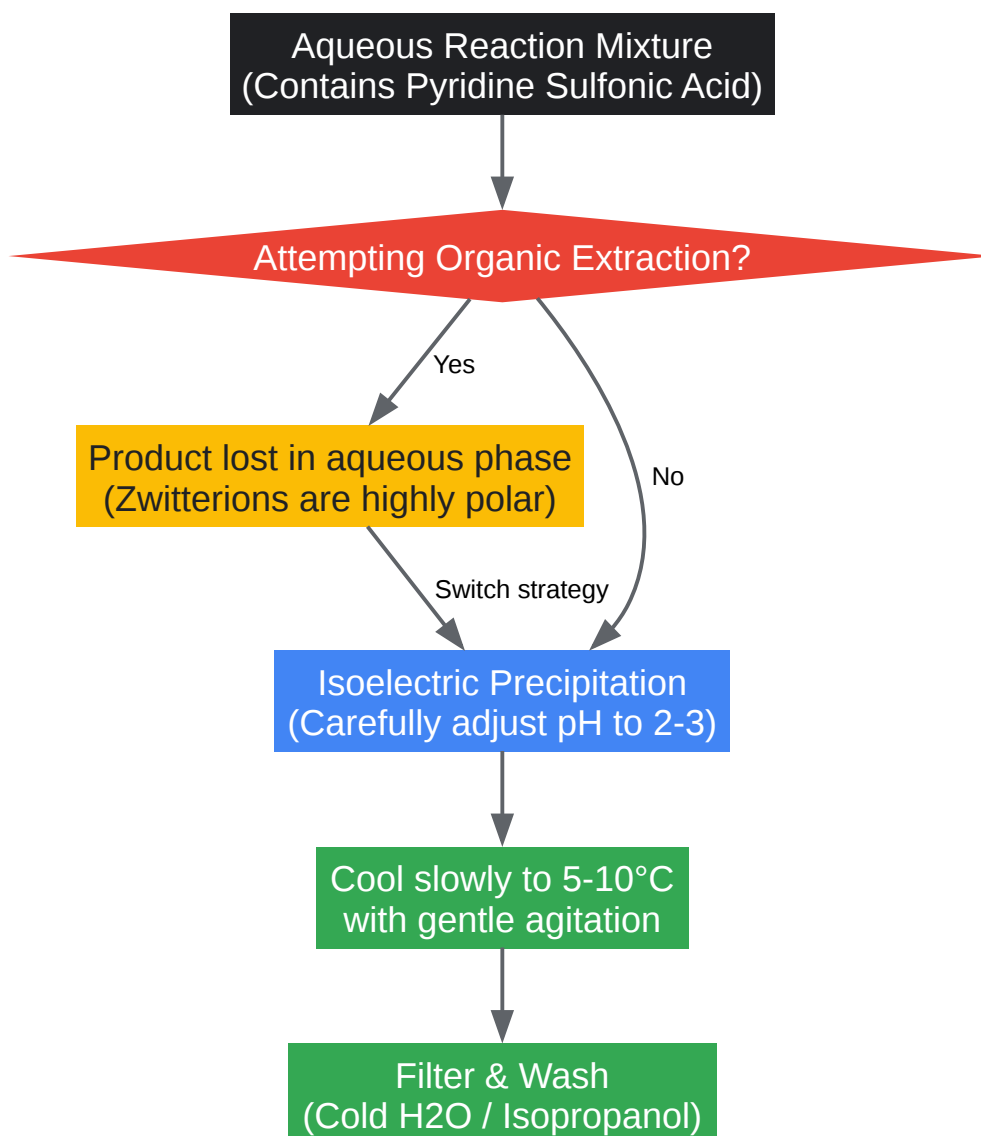 Aqueous Reaction Mixture
(Contains Pyridine Sulfonic Acid)
Attempting Organic Extraction?
Yes
Product lost in aqueous phase
(Zwitterions are highly polar)
No
Switch strategy
Isoelectric Precipitation
(Carefully adjust pH to 2-3)
Cool slowly to 5-10°C
with gentle agitation
Filter & Wash
(Cold H2O / Isopropanol)